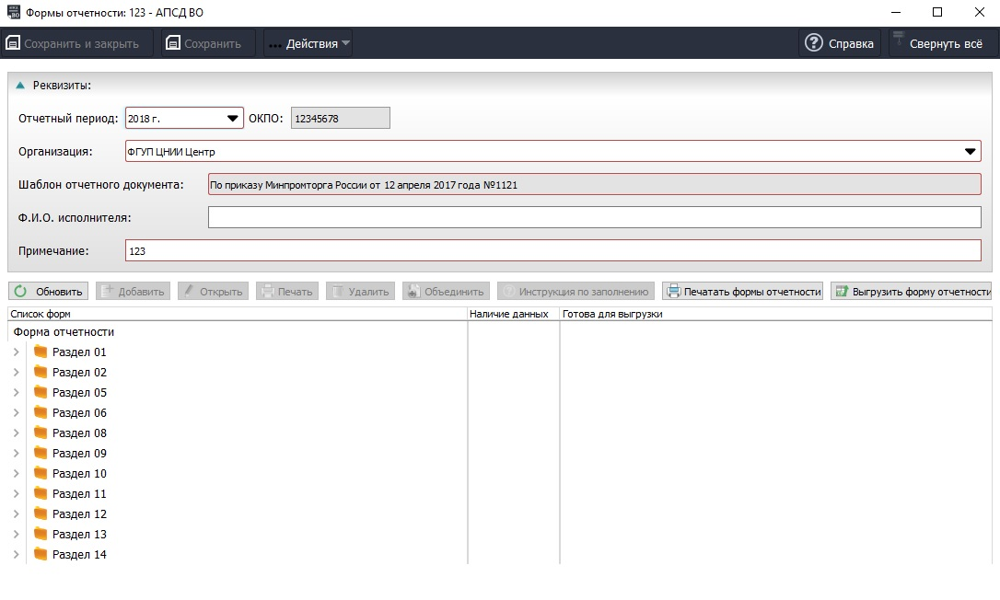 Формы отчетности: 123 - АПСД ВО
Сохранить и закрыть Сохранить ... Действия Справка Свернуть всё
Реквизиты:
Отчетный период: 2018 г. ОКПО: 12345678
Организация: ФГУП ЦНИИ Центр
Шаблон отчетного документа: По приказу Минпромторга России от 12 апреля 2017 года №1121
Ф.И.О. исполнителя:
Примечание: 123
Обновить Добавить Открыть Печать Удалить Объединить Инструкция по заполнению Печатать формы отчетности Выгрузить форму отчетности
Список форм Наличие данных Готова для выгрузки
Форма отчетности
Раздел 01
Раздел 02
Раздел 05
Раздел 06
Раздел 08
Раздел 09
Раздел 10
Раздел 11
Раздел 12
Раздел 13
Раздел 14